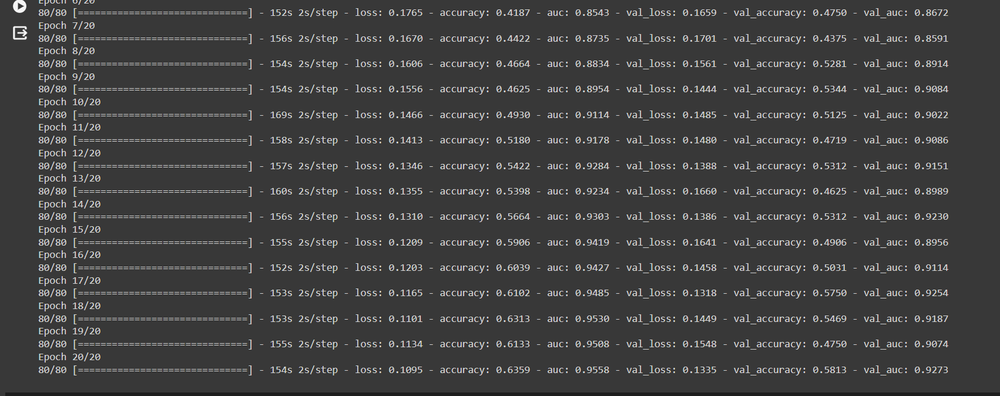 Epoch 6/20
80/80 [==============================] - 152s 2s/step - loss: 0.1765 - accuracy: 0.4187 - auc: 0.8543 - val_loss: 0.1659 - val_accuracy: 0.4750 - val_auc: 0.8672
Epoch 7/20
80/80 [==============================] - 156s 2s/step - loss: 0.1670 - accuracy: 0.4422 - auc: 0.8735 - val_loss: 0.1701 - val_accuracy: 0.4375 - val_auc: 0.8591
Epoch 8/20
80/80 [==============================] - 154s 2s/step - loss: 0.1606 - accuracy: 0.4664 - auc: 0.8834 - val_loss: 0.1561 - val_accuracy: 0.5281 - val_auc: 0.8914
Epoch 9/20
80/80 [==============================] - 154s 2s/step - loss: 0.1556 - accuracy: 0.4625 - auc: 0.8954 - val_loss: 0.1444 - val_accuracy: 0.5344 - val_auc: 0.9084
Epoch 10/20
80/80 [==============================] - 169s 2s/step - loss: 0.1466 - accuracy: 0.4930 - auc: 0.9114 - val_loss: 0.1485 - val_accuracy: 0.5125 - val_auc: 0.9022
Epoch 11/20
80/80 [==============================] - 158s 2s/step - loss: 0.1413 - accuracy: 0.5180 - auc: 0.9178 - val_loss: 0.1480 - val_accuracy: 0.4719 - val_auc: 0.9086
Epoch 12/20
80/80 [==============================] - 157s 2s/step - loss: 0.1346 - accuracy: 0.5422 - auc: 0.9284 - val_loss: 0.1388 - val_accuracy: 0.5312 - val_auc: 0.9151
Epoch 13/20
80/80 [==============================] - 160s 2s/step - loss: 0.1355 - accuracy: 0.5398 - auc: 0.9234 - val_loss: 0.1660 - val_accuracy: 0.4625 - val_auc: 0.8989
Epoch 14/20
80/80 [==============================] - 156s 2s/step - loss: 0.1310 - accuracy: 0.5664 - auc: 0.9303 - val_loss: 0.1386 - val_accuracy: 0.5312 - val_auc: 0.9230
Epoch 15/20
80/80 [==============================] - 155s 2s/step - loss: 0.1209 - accuracy: 0.5906 - auc: 0.9419 - val_loss: 0.1641 - val_accuracy: 0.4906 - val_auc: 0.8956
Epoch 16/20
80/80 [==============================] - 152s 2s/step - loss: 0.1203 - accuracy: 0.6039 - auc: 0.9427 - val_loss: 0.1458 - val_accuracy: 0.5031 - val_auc: 0.9114
Epoch 17/20
80/80 [==============================] - 153s 2s/step - loss: 0.1165 - accuracy: 0.6102 - auc: 0.9485 - val_loss: 0.1318 - val_accuracy: 0.5750 - val_auc: 0.9254
Epoch 18/20
80/80 [==============================] - 153s 2s/step - loss: 0.1101 - accuracy: 0.6313 - auc: 0.9530 - val_loss: 0.1449 - val_accuracy: 0.5469 - val_auc: 0.9187
Epoch 19/20
80/80 [==============================] - 155s 2s/step - loss: 0.1134 - accuracy: 0.6133 - auc: 0.9508 - val_loss: 0.1548 - val_accuracy: 0.4750 - val_auc: 0.9074
Epoch 20/20
80/80 [==============================] - 154s 2s/step - loss: 0.1095 - accuracy: 0.6359 - auc: 0.9558 - val_loss: 0.1335 - val_accuracy: 0.5813 - val_auc: 0.9273